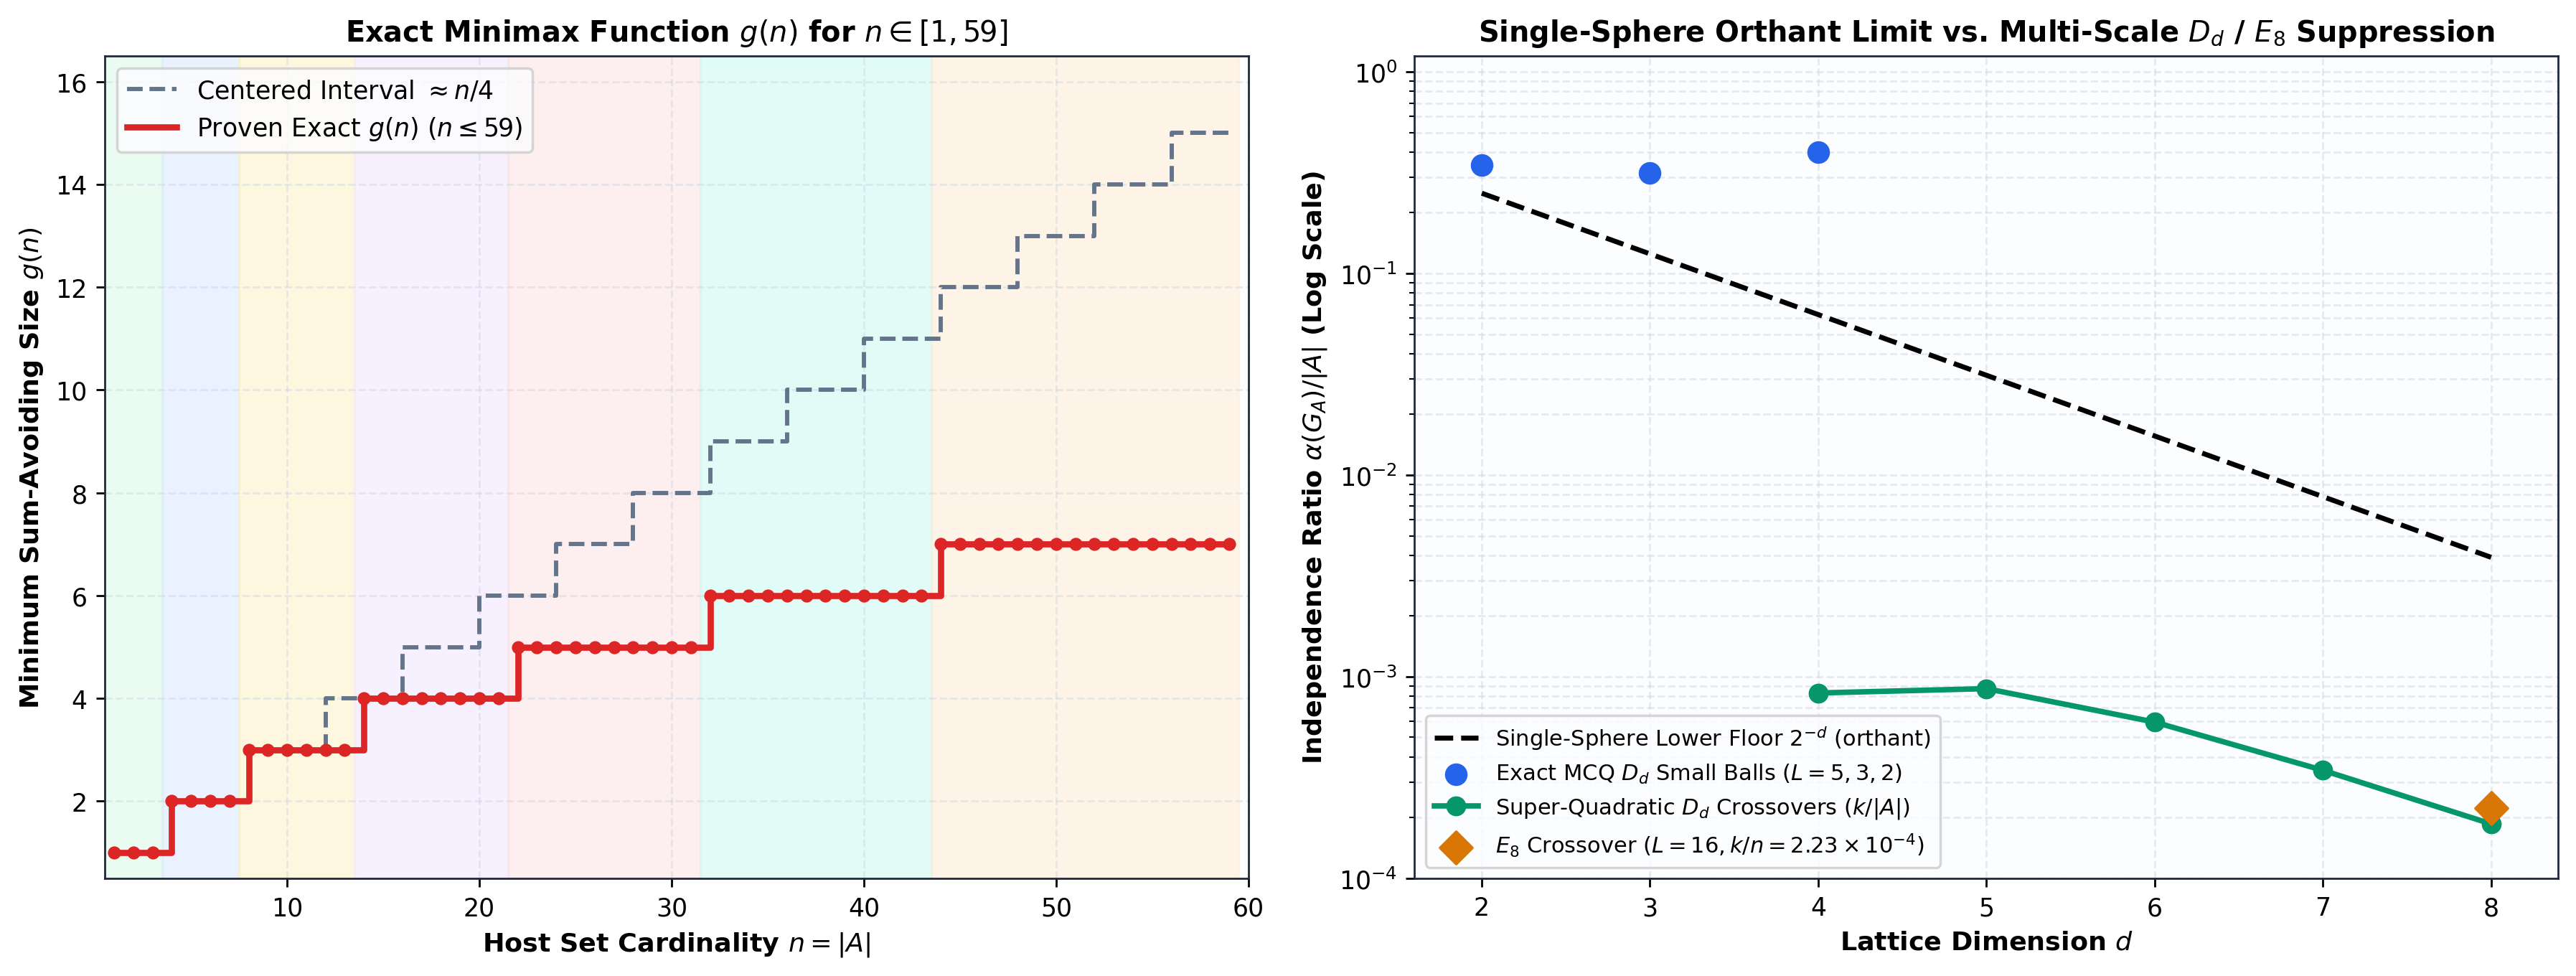 Exact Minimax Function g(n) for n ∈ [1, 59]
Centered Interval ≈ n/4
Proven Exact g(n) (n ≤ 59)
Minimum Sum-Avoiding Size g(n)
16
14
12
10
8
6
4
2
10
20
30
40
50
60
Host Set Cardinality n = |A|
Single-Sphere Orthant Limit vs. Multi-Scale D_d / E_8 Suppression
Independence Ratio α(G_A)/|A| (Log Scale)
10^0
10^−1
10^−2
10^−3
10^−4
Single-Sphere Lower Floor 2^−d (orthant)
Exact MCQ D_d Small Balls (L = 5, 3, 2)
Super-Quadratic D_d Crossovers (k/|A|)
E_8 Crossover (L = 16, k/n = 2.23 × 10^−4)
2
3
4
5
6
7
8
Lattice Dimension d